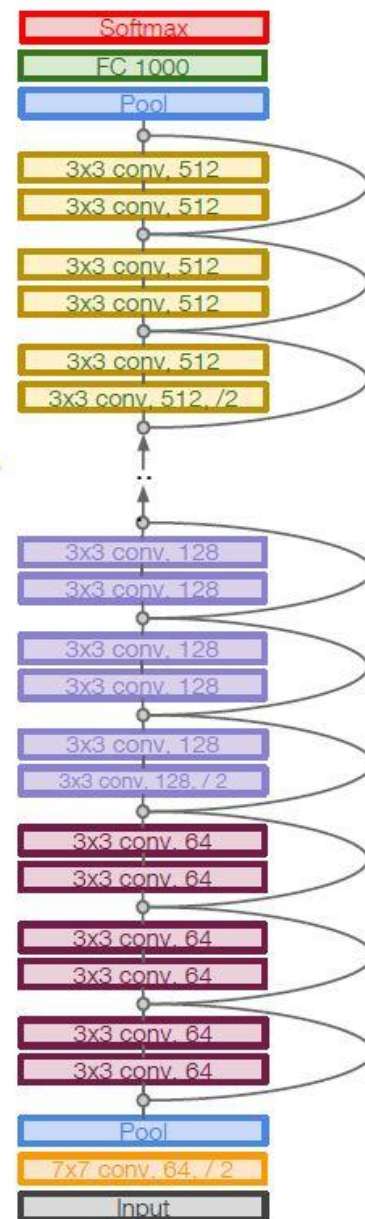 Softmax
FC 1000
Pool
3x3 conv, 512
3x3 conv, 512
3x3 conv, 512
3x3 conv, 512
3x3 conv, 512
3x3 conv, 512, /2
..
3x3 conv, 128
3x3 conv, 128
3x3 conv, 128
3x3 conv, 128
3x3 conv, 128
3x3 conv, 128, / 2
3x3 conv, 64
3x3 conv, 64
3x3 conv, 64
3x3 conv, 64
3x3 conv, 64
3x3 conv, 64
Pool
7x7 conv, 64, / 2
Input